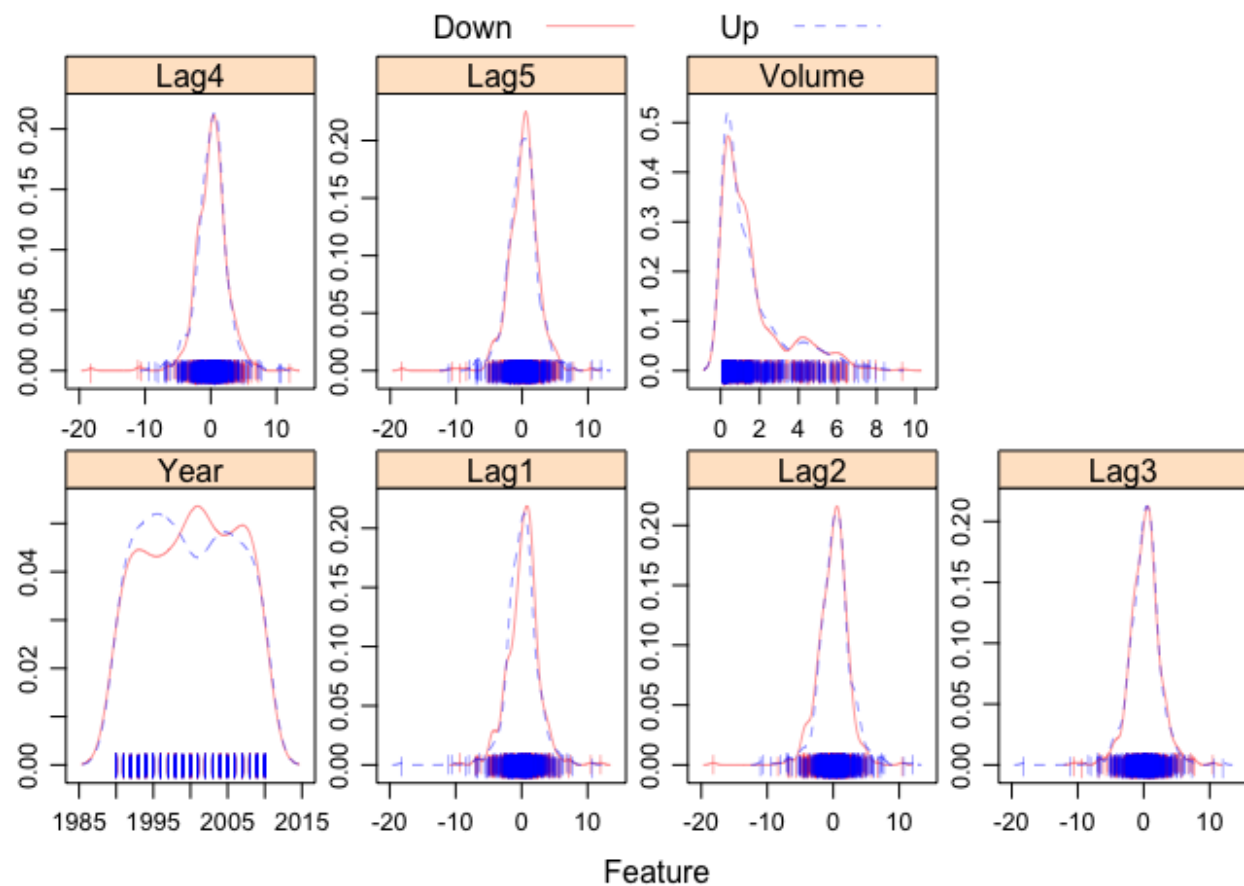 Down Up
Lag4 Lag5 Volume
0.00 0.05 0.10 0.15 0.20
0.00 0.05 0.10 0.15 0.20
0.0 0.1 0.2 0.3 0.4 0.5
-20 -10 0 10 -20 -10 0 10 0 2 4 6 8 10
Year Lag1 Lag2 Lag3
0.00 0.02 0.04
0.00 0.05 0.10 0.15 0.20
0.00 0.05 0.10 0.15 0.20
0.00 0.05 0.10 0.15 0.20
1985 1995 2005 2015 -20 -10 0 10 -20 -10 0 10 -20 -10 0 10
Feature